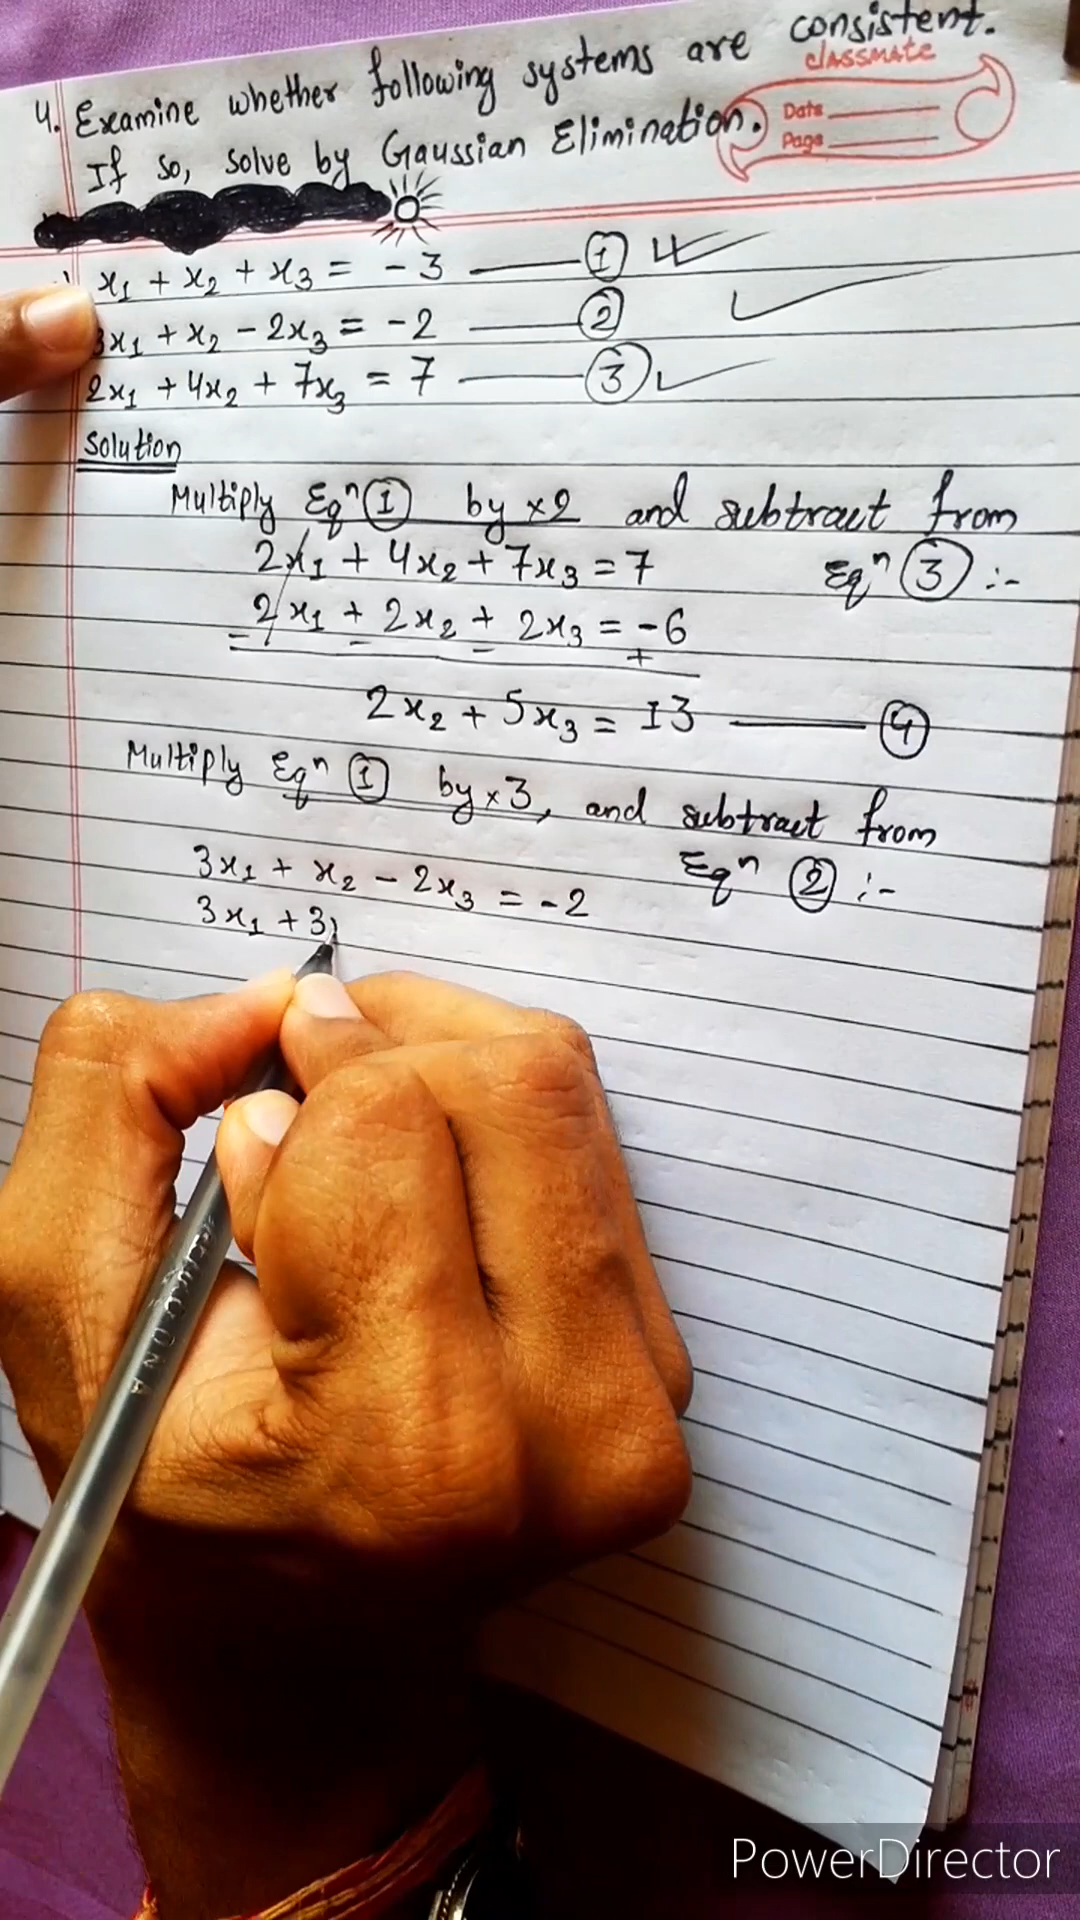 4. Examine whether following systems are consistent.
If so, solve by Gaussian Elimination.
classmate
Date
Page
x₁ + x₂ + x₃ = -3 ——— ①
3x₁ + x₂ - 2x₃ = -2 ——— ②
2x₁ + 4x₂ + 7x₃ = 7 ——— ③
Solution
Multiply Eqⁿ ① by ×2 and subtract from
Eqⁿ ③ :-
2x₁ + 4x₂ + 7x₃ = 7
2x₁ + 2x₂ + 2x₃ = -6
- - - +
2x₂ + 5x₃ = 13 ——— ④
Multiply Eqⁿ ① by ×3, and subtract from
Eqⁿ ② :-
3x₁ + x₂ - 2x₃ = -2
3x₁ + 3
PowerDirector